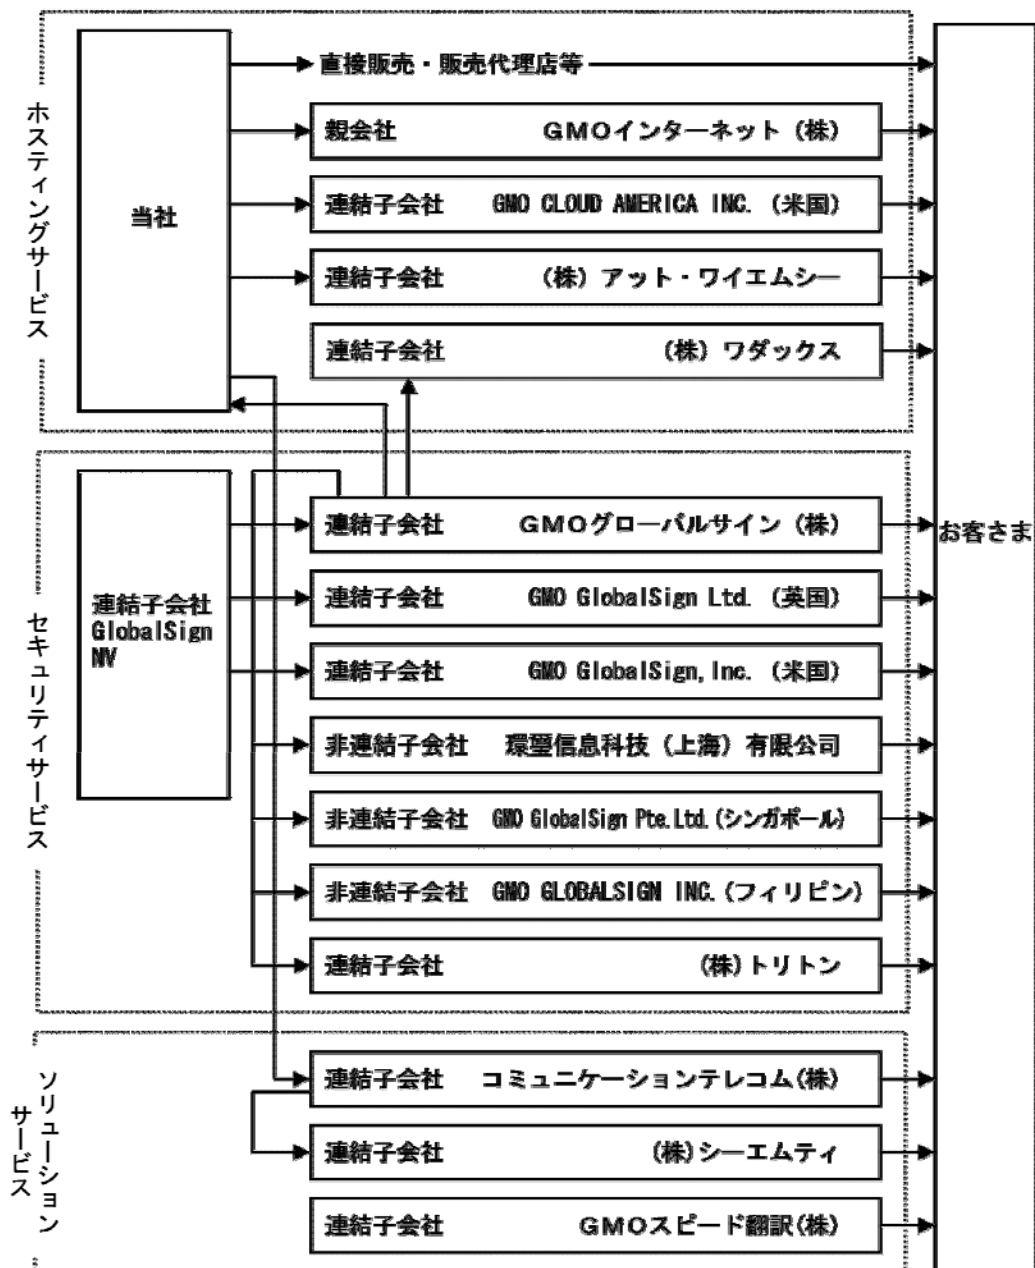 ホスティングサービス
当社
直接販売・販売代理店等
親会社 GMOインターネット（株）
連結子会社 GMO CLOUD AMERICA INC.（米国）
連結子会社 （株）アット・ワイエムシー
連結子会社 （株）ワダックス
セキュリティサービス
連結子会社
GlobalSign
NV
連結子会社 GMOグローバルサイン（株）
連結子会社 GMO GlobalSign Ltd.（英国）
連結子会社 GMO GlobalSign, Inc.（米国）
非連結子会社 環璽信息科技（上海）有限公司
非連結子会社 GMO GlobalSign Pte.Ltd.(シンガポール)
非連結子会社 GMO GLOBALSIGN INC.(フィリピン)
連結子会社 (株)トリトン
ソリューション
サービス
連結子会社 コミュニケーションテレコム(株)
連結子会社 (株)シーエムティ
連結子会社 GMOスピード翻訳(株)
お客さま